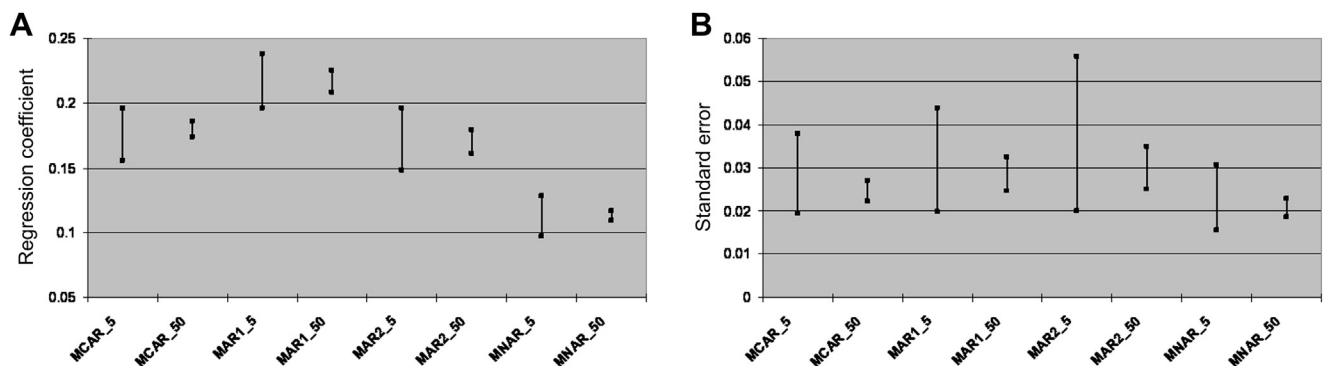 A
Regression coefficient
0.25
0.2
0.15
0.1
0.05
MCAR_5
MCAR_50
MAR1_5
MAR1_50
MAR2_5
MAR2_50
MNAR_5
MNAR_50
B
Standard error
0.06
0.05
0.04
0.03
0.02
0.01
0
MCAR_5
MCAR_50
MAR1_5
MAR1_50
MAR2_5
MAR2_50
MNAR_5
MNAR_50